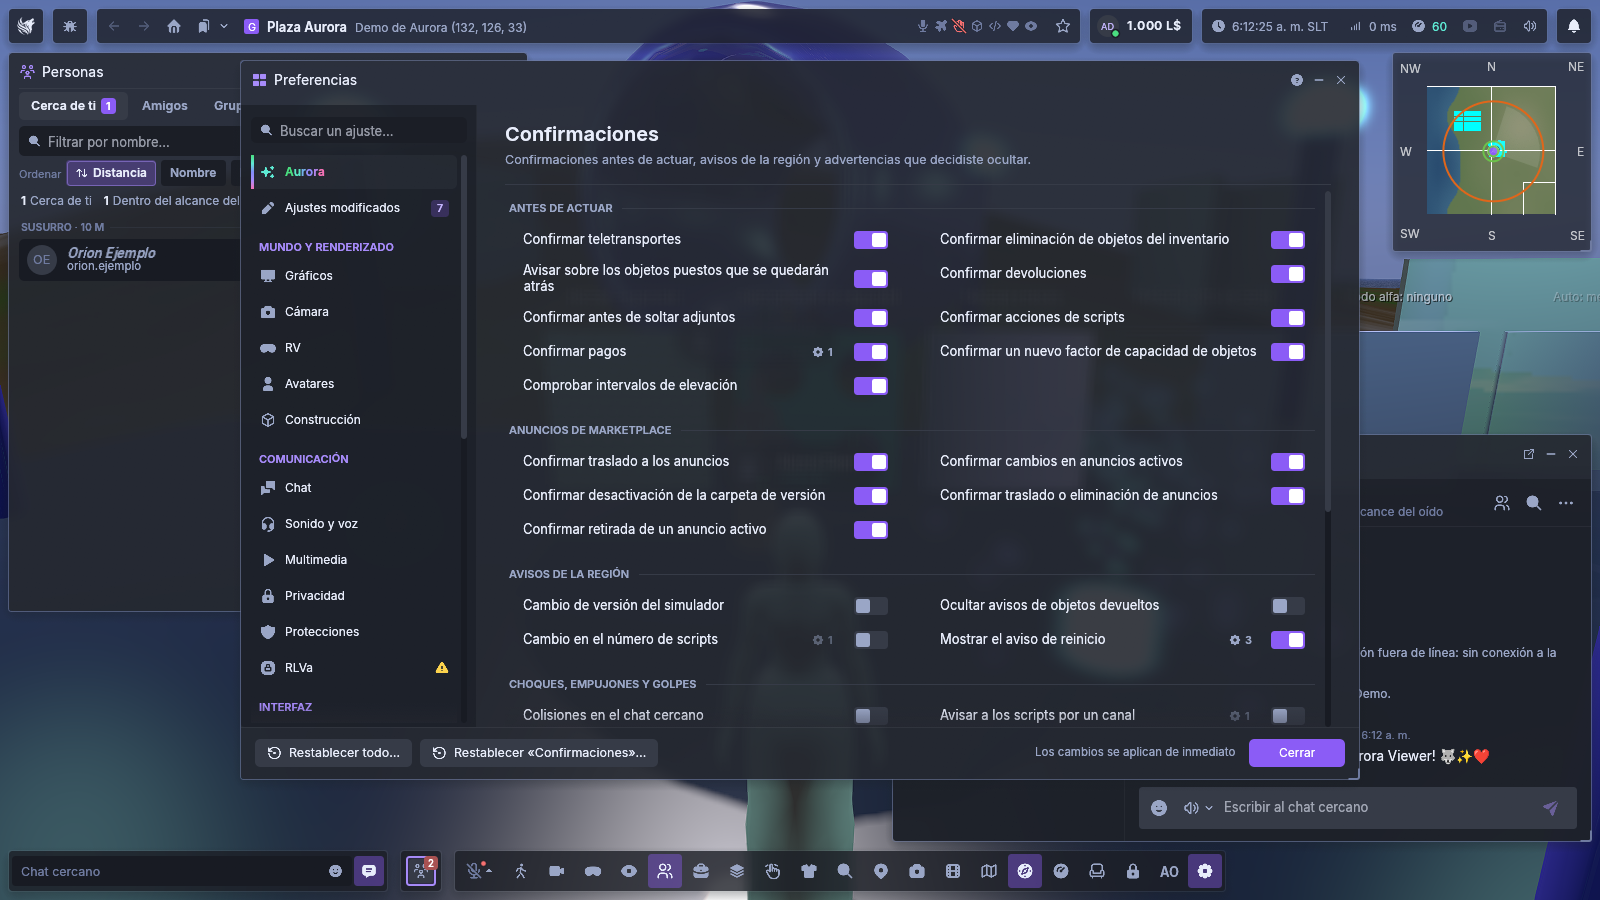 Plaza Aurora
Demo de Aurora (132, 126, 33)
AD
1.000 L$
6:12:25 a. m. SLT
0 ms
60
Personas
Cerca de ti 1
Amigos
Grup
Filtrar por nombre...
Ordenar
Distancia
Nombre
1 Cerca de ti
1 Dentro del alcance del
SUSURRO · 10 M
OE
Orion Ejemplo
orion.ejemplo
Preferencias
Buscar un ajuste...
Aurora
Ajustes modificados
7
MUNDO Y RENDERIZADO
Gráficos
Cámara
RV
Avatares
Construcción
COMUNICACIÓN
Chat
Sonido y voz
Multimedia
Privacidad
Protecciones
RLVa
INTERFAZ
Confirmaciones
Confirmaciones antes de actuar, avisos de la región y advertencias que decidiste ocultar.
ANTES DE ACTUAR
Confirmar teletransportes
Confirmar eliminación de objetos del inventario
Avisar sobre los objetos puestos que se quedarán
atrás
Confirmar devoluciones
Confirmar antes de soltar adjuntos
Confirmar acciones de scripts
Confirmar pagos
1
Confirmar un nuevo factor de capacidad de objetos
Comprobar intervalos de elevación
ANUNCIOS DE MARKETPLACE
Confirmar traslado a los anuncios
Confirmar cambios en anuncios activos
Confirmar desactivación de la carpeta de versión
Confirmar traslado o eliminación de anuncios
Confirmar retirada de un anuncio activo
AVISOS DE LA REGIÓN
Cambio de versión del simulador
Ocultar avisos de objetos devueltos
Cambio en el número de scripts
1
Mostrar el aviso de reinicio
3
CHOQUES, EMPUJONES Y GOLPES
Colisiones en el chat cercano
Avisar a los scripts por un canal
1
Restablecer todo...
Restablecer «Confirmaciones»...
Los cambios se aplican de inmediato
Cerrar
NW
N
NE
W
E
SW
S
SE
do alfa: ninguno
Auto: m
cance del oído
ón fuera de línea: sin conexión a la
Demo.
6:12 a. m.
rora Viewer! 🐺✨❤️
Escribir al chat cercano
Chat cercano
2
AO